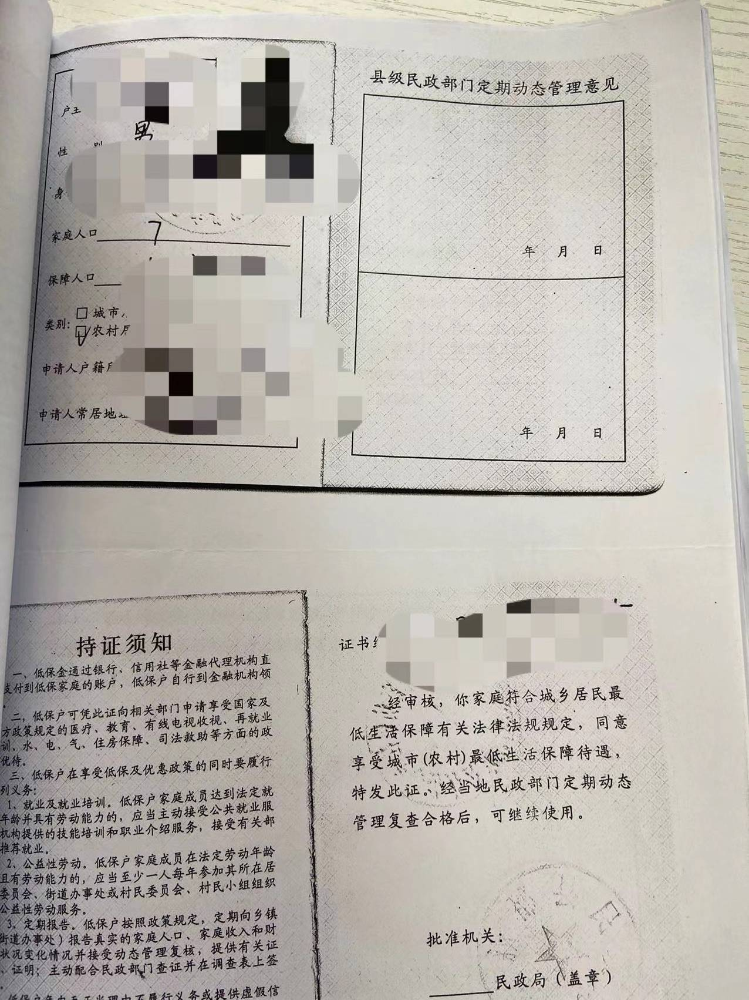 户主
性 别
男
身
家庭人口 7
保障人口
类别：
□城市
□农村
申请人户籍
申请人常居地
县级民政部门定期动态管理意见
年 月 日
年 月 日
持证须知
一、低保金通过银行、信用社等金融代理机构直
支付到低保家庭的账户，低保户自行到金融机构领
二，低保户可凭此证向相关部门申请享受国家及
方政策规定的医疗、教育、有线电视收视、再就业
训、水、电、气、住房保障、司法救助等方面的政
优待。
三、低保户在享受低保及优惠政策的同时要履行
列义务：
1、就业及就业培训。低保户家庭成员达到法定就
年龄并具有劳动能力的，应当主动接受公共就业服
机构提供的技能培训和职业介绍服务，接受有关部
推荐就业。
2、公益性劳动。低保户家庭成员在法定劳动年龄
且有劳动能力的，应当至少一人每年参加其所在居
委员会、街道办事处或村民委员会、村民小组组织
公益性劳动服务。
3、定期报告。低保户按照政策规定，定期向乡镇
街道办事处）报告真实的家庭人口、家庭收入和财
状况变化情况并接受动态管理复核，提供有关证
、证明；主动配合民政部门查证并在调查表上签
低保户无正当理由不履行义务或提供虚假信
证书
经审核，你家庭符合城乡居民最
低生活保障有关法律法规规定，同意
享受城市(农村)最低生活保障待遇，
特发此证。经当地民政部门定期动态
管理复查合格后，可继续使用。
批准机关：
民政局（盖章）